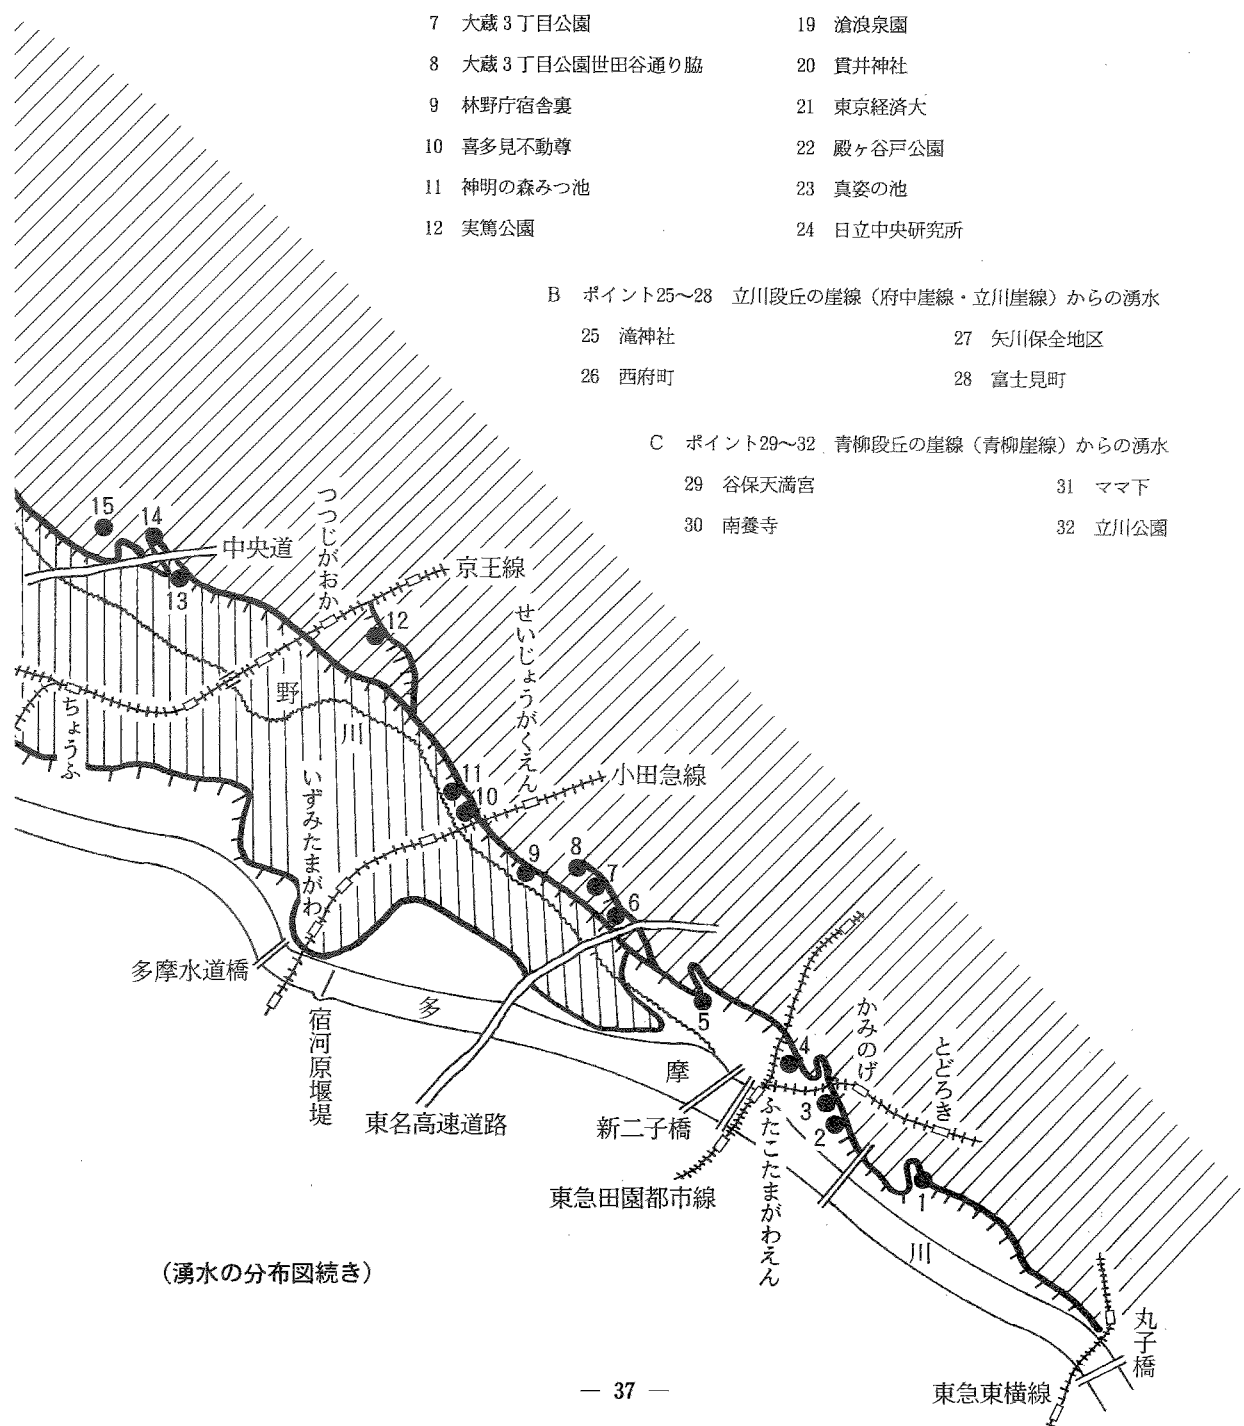 7 大蔵3丁目公園
8 大蔵3丁目公園世田谷通り脇
9 林野庁宿舎裏
10 喜多見不動尊
11 神明の森みつ池
12 実篤公園
19 滄浪泉園
20 貫井神社
21 東京経済大
22 殿ヶ谷戸公園
23 真姿の池
24 日立中央研究所
B ポイント25〜28 立川段丘の崖線（府中崖線・立川崖線）からの湧水
25 滝神社
26 西府町
27 矢川保全地区
28 富士見町
C ポイント29〜32 青柳段丘の崖線（青柳崖線）からの湧水
29 谷保天満宮
30 南養寺
31 ママ下
32 立川公園
15
14
中央道
13
つつじがおか
京王線
12
せいじょうがくえん
野
川
ちょうふ
いずみたまがわ
11
10
小田急線
9
8
7
6
多摩水道橋
宿河原堰堤
多
東名高速道路
摩
新二子橋
5
4
かみのげ
とどろき
3
2
ふたこたまがわえん
東急田園都市線
1
川
丸子橋
東急東横線
（湧水の分布図続き）
— 37 —